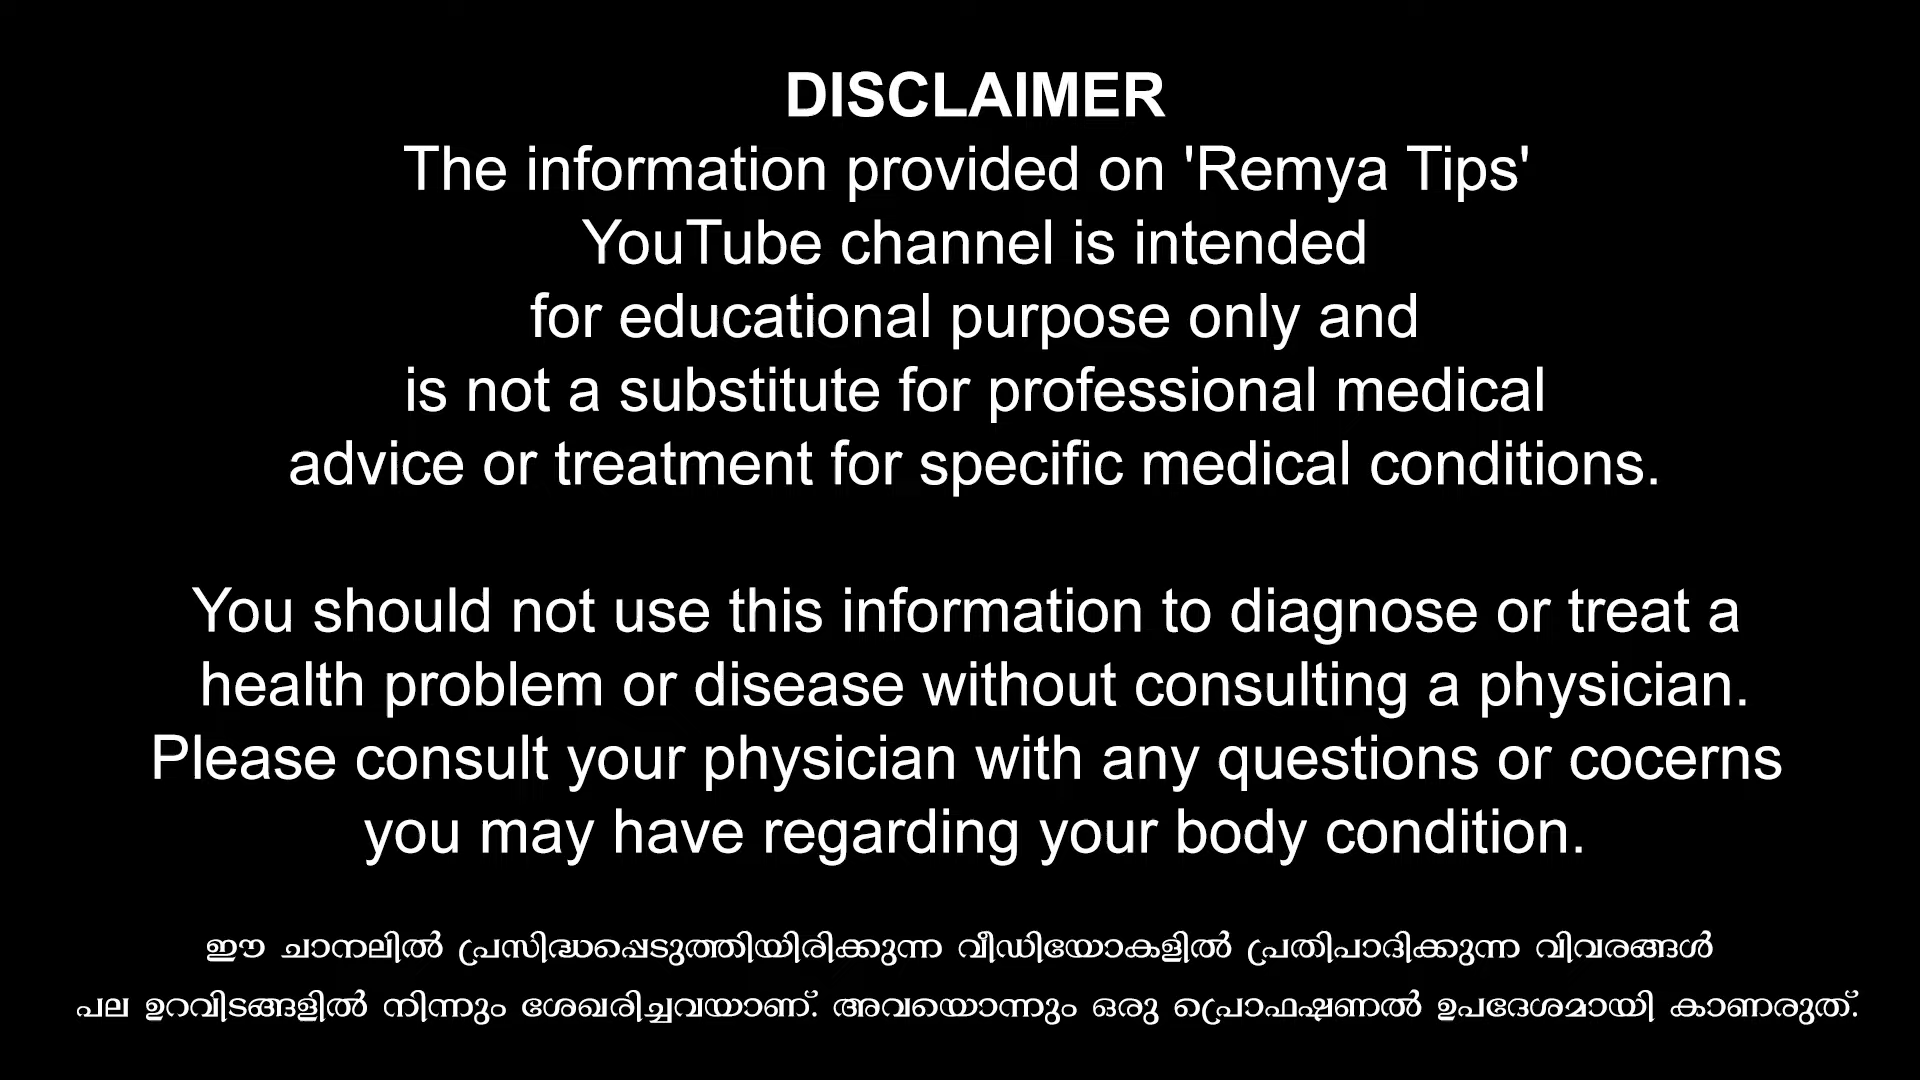 DISCLAIMER
The information provided on 'Remya Tips'
YouTube channel is intended
for educational purpose only and
is not a substitute for professional medical
advice or treatment for specific medical conditions.
You should not use this information to diagnose or treat a
health problem or disease without consulting a physician.
Please consult your physician with any questions or cocerns
you may have regarding your body condition.
ഈ ചാനലിൽ പ്രസിദ്ധപ്പെടുത്തിയിരിക്കുന്ന വീഡിയോകളിൽ പ്രതിപാദിക്കുന്ന വിവരങ്ങൾ
പല ഉറവിടങ്ങളിൽ നിന്നും ശേഖരിച്ചവയാണ്. അവയൊന്നും ഒരു പ്രൊഫഷണൽ ഉപദേശമായി കാണരുത്.